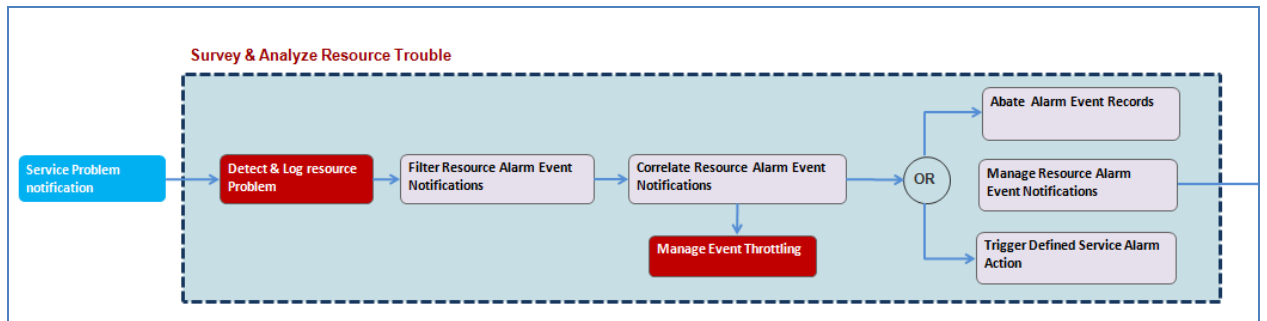 Survey & Analyze Resource Trouble
Service Problem
notification
Detect & Log resource
Problem
Filter Resource Alarm Event
Notifications
Correlate Resource Alarm Event
Notifications
Manage Event Throttling
OR
Abate Alarm Event Records
Manage Resource Alarm
Event Notifications
Trigger Defined Service Alarm
Action